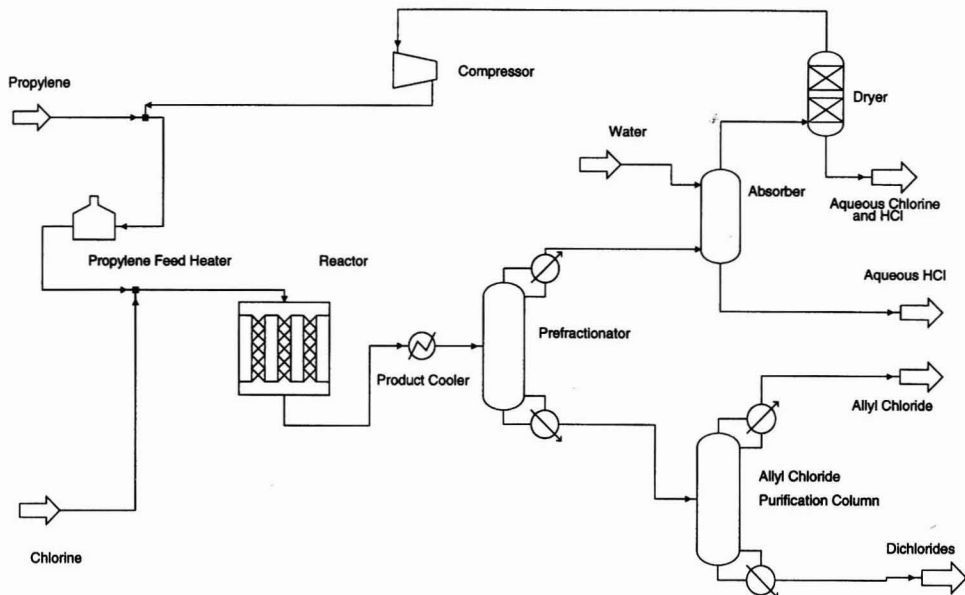 Propylene
Compressor
Dryer
Water
Absorber
Aqueous Chlorine
and HCl
Propylene Feed Heater
Reactor
Aqueous HCl
Prefractionator
Product Cooler
Allyl Chloride
Allyl Chloride
Purification Column
Chlorine
Dichlorides